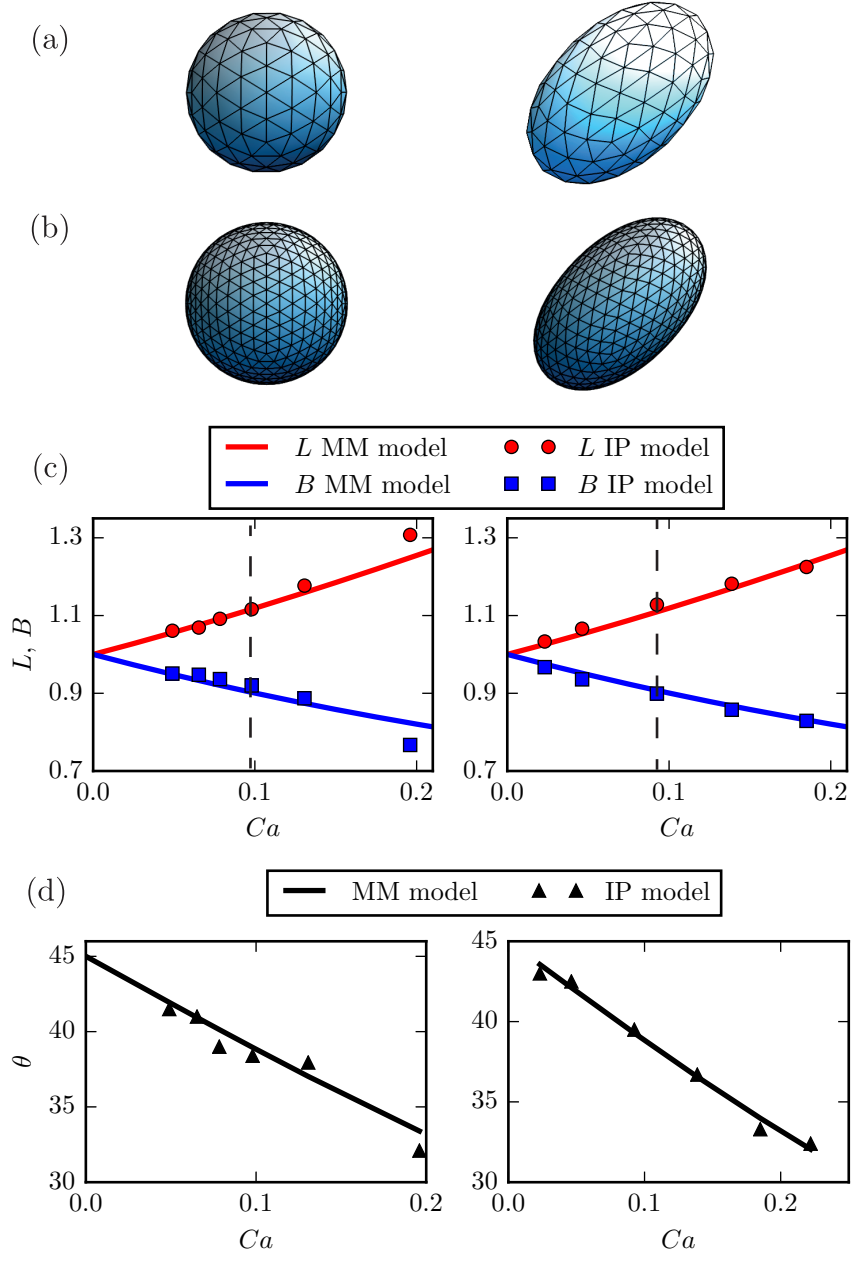 (a)
(b)
(c)
L MM model L IP model
B MM model B IP model
L, B
1.3
1.1
0.9
0.7
0.0 0.1 0.2
Ca
1.3
1.1
0.9
0.7
0.0 0.1 0.2
Ca
(d)
MM model IP model
θ
45
40
35
30
0.0 0.1 0.2
Ca
45
40
35
30
0.0 0.1 0.2
Ca